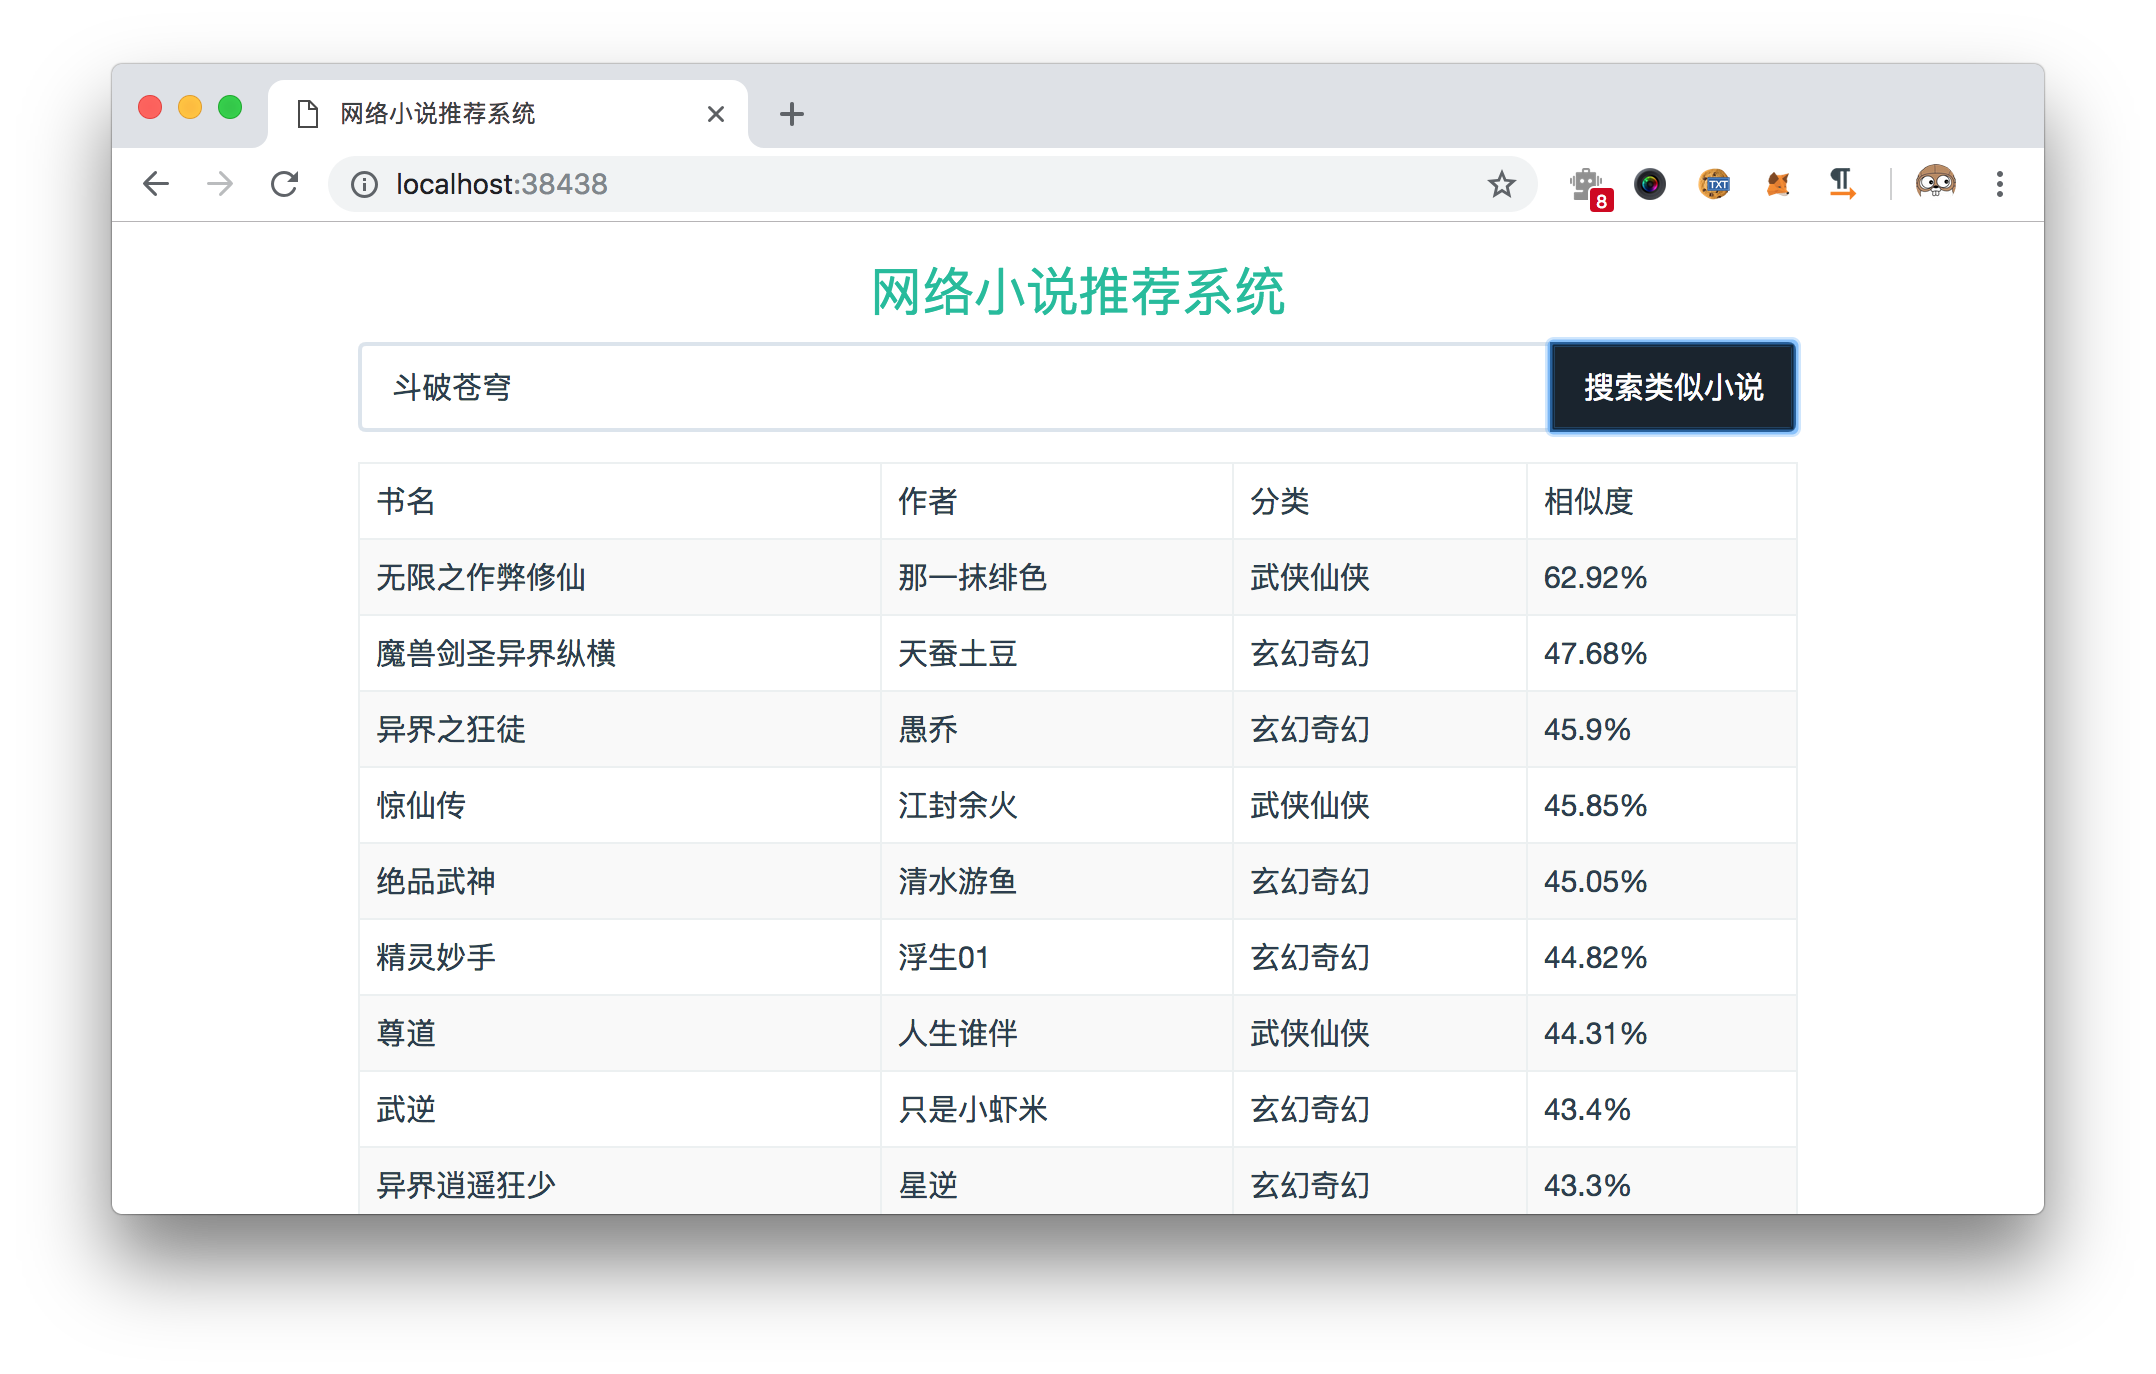 网络小说推荐系统
localhost:38438
8
TXT
网络小说推荐系统
斗破苍穹 搜索类似小说
书名 作者 分类 相似度
无限之作弊修仙 那一抹绯色 武侠仙侠 62.92%
魔兽剑圣异界纵横 天蚕土豆 玄幻奇幻 47.68%
异界之狂徒 愚乔 玄幻奇幻 45.9%
惊仙传 江封余火 武侠仙侠 45.85%
绝品武神 清水游鱼 玄幻奇幻 45.05%
精灵妙手 浮生01 玄幻奇幻 44.82%
尊道 人生谁伴 武侠仙侠 44.31%
武逆 只是小虾米 玄幻奇幻 43.4%
异界逍遥狂少 星逆 玄幻奇幻 43.3%